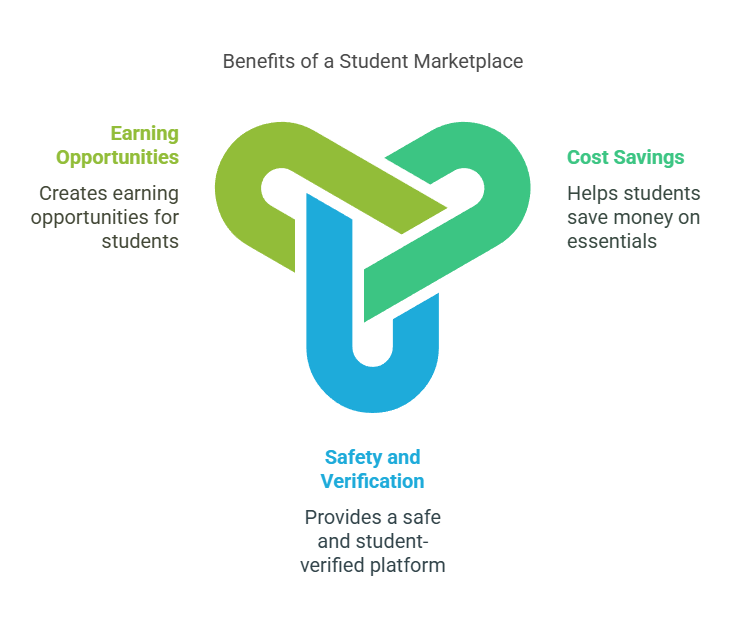 Benefits of a Student Marketplace
Earning
Opportunities
Creates earning
opportunities for
students
Cost Savings
Helps students
save money on
essentials
Safety and
Verification
Provides a safe
and student-
verified platform